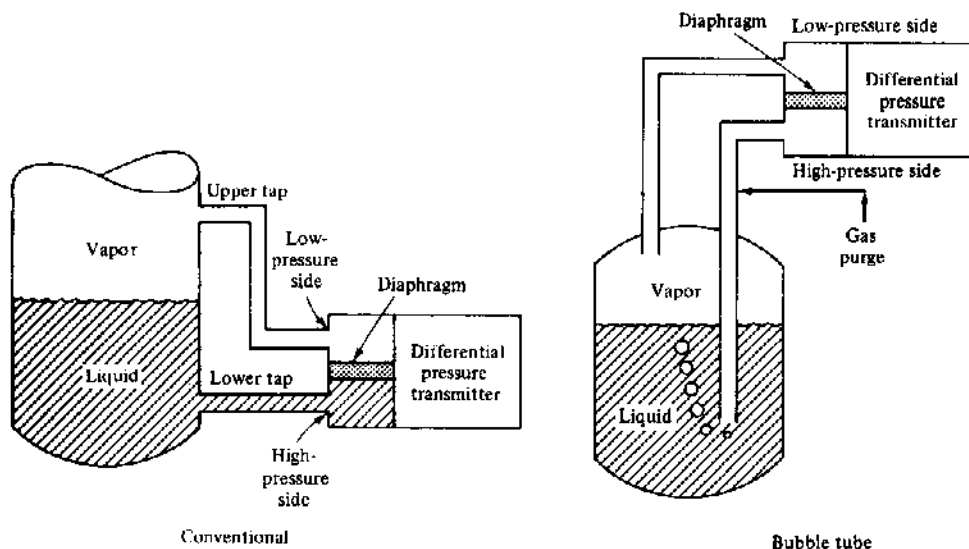 Upper tap
Vapor
Low-
pressure
side
Diaphragm
Differential
pressure
transmitter
Liquid
Lower tap
High-
pressure
side
Conventional
Low-pressure side
Diaphragm
Differential
pressure
transmitter
High-pressure side
Gas
purge
Vapor
Liquid
Bubble tube